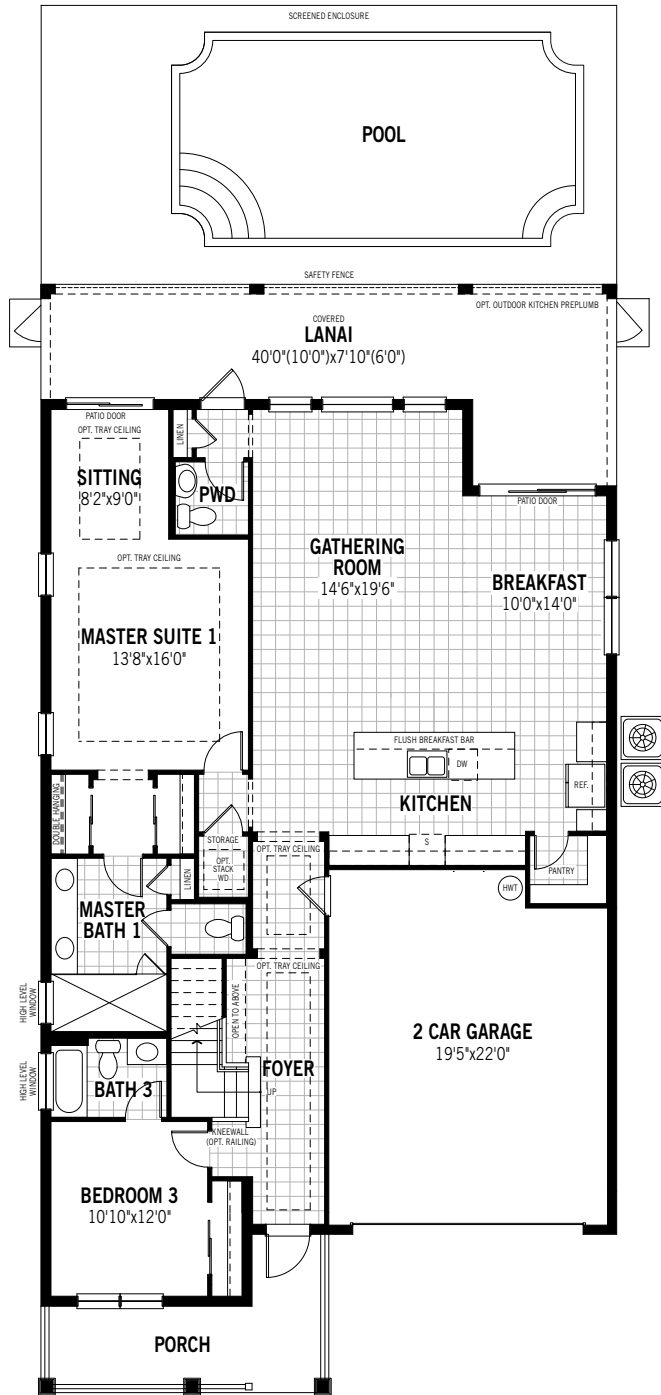 SCREENED ENCLOSURE
POOL
SAFETY FENCE
OPT. OUTDOOR KITCHEN PREPLUMB
COVERED
LANAI
40'0"(10'0")x7'10"(6'0")
PATIO DOOR
OPT. TRAY CEILING
SITTING
8'2"x9'0"
LINEN
PWD
PATIO DOOR
GATHERING
ROOM
14'6"x19'6"
BREAKFAST
10'0"x14'0"
OPT. TRAY CEILING
MASTER SUITE 1
13'8"x16'0"
FLUSH BREAKFAST BAR
DW
REF.
KITCHEN
DOUBLE HANGING
STORAGE
OPT.
STACK
WD
OPT. TRAY CEILING
S
PANTRY
HWT
LINEN
MASTER
BATH 1
HIGH LEVEL
WINDOW
OPT. TRAY CEILING
OPEN TO ABOVE
2 CAR GARAGE
19'5"x22'0"
HIGH LEVEL
WINDOW
BATH 3
FOYER
UP
KNEEWALL
(OPT. RAILING)
BEDROOM 3
10'10"x12'0"
PORCH